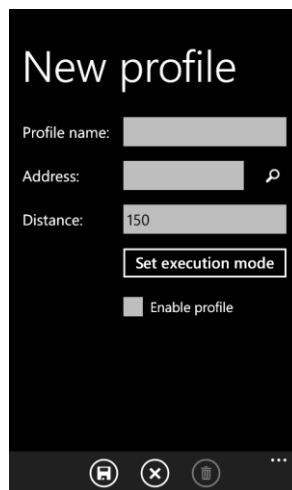 New profile
Profile name:
Address:
Distance: 150
Set execution mode
Enable profile